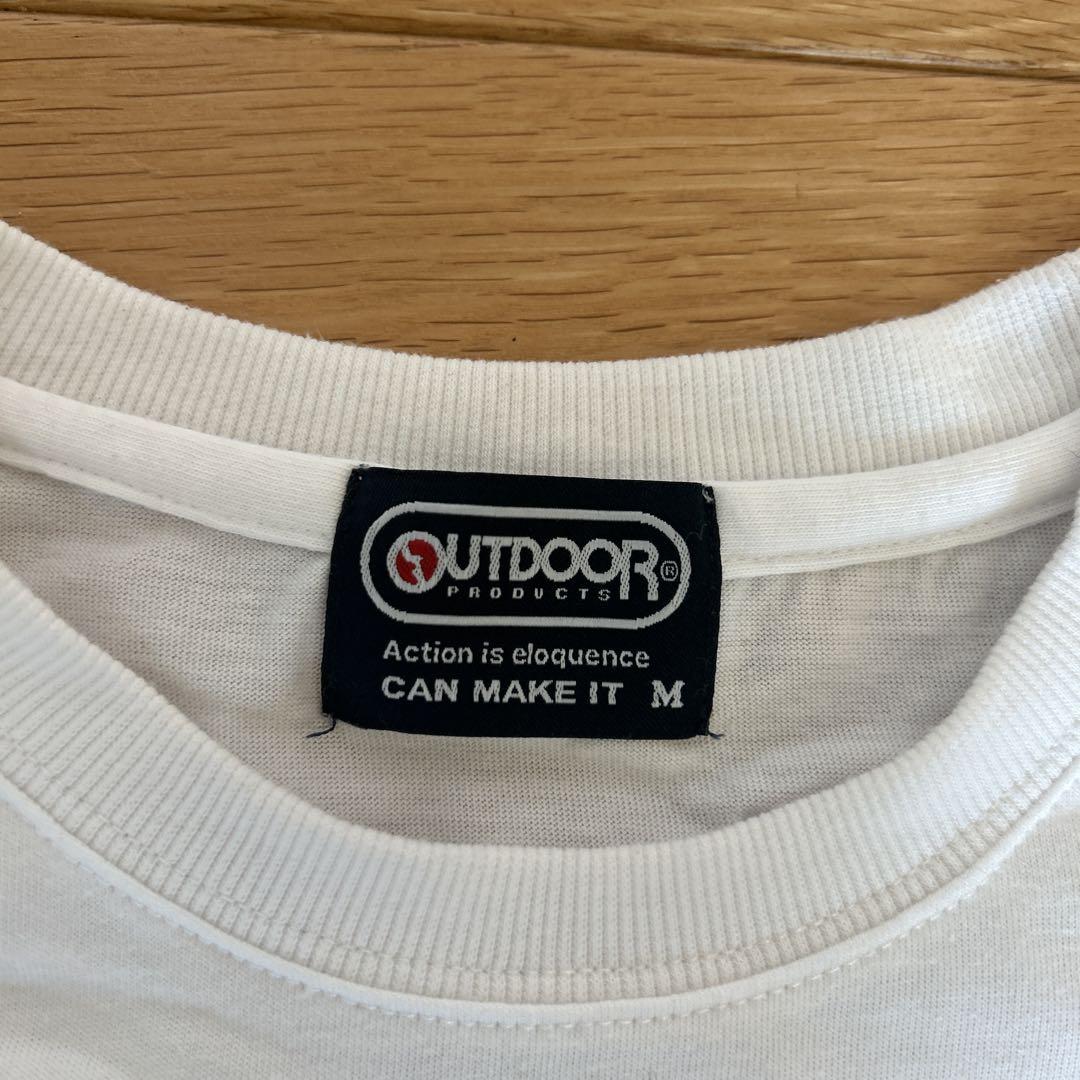 OUTDOOR®
PRODUCTS
Action is eloquence
CAN MAKE IT M